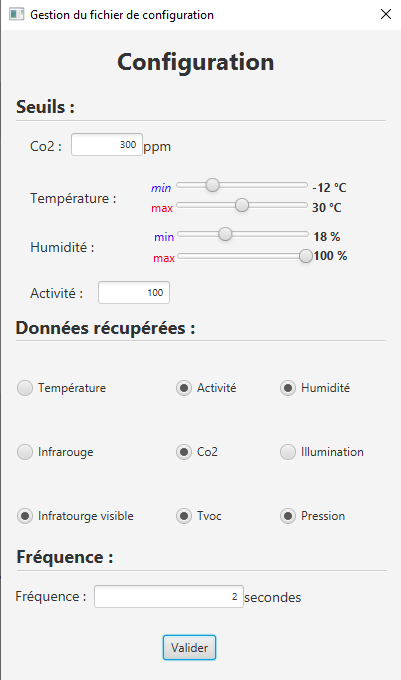 Gestion du fichier de configuration
Configuration
Seuils :
Co2 : 300 ppm
Température : min -12 °C
max 30 °C
Humidité : min 18 %
max 100 %
Activité : 100
Données récupérées :
Température Activité Humidité
Infrarouge Co2 Illumination
Infratourge visible Tvoc Pression
Fréquence :
Fréquence : 2 secondes
Valider